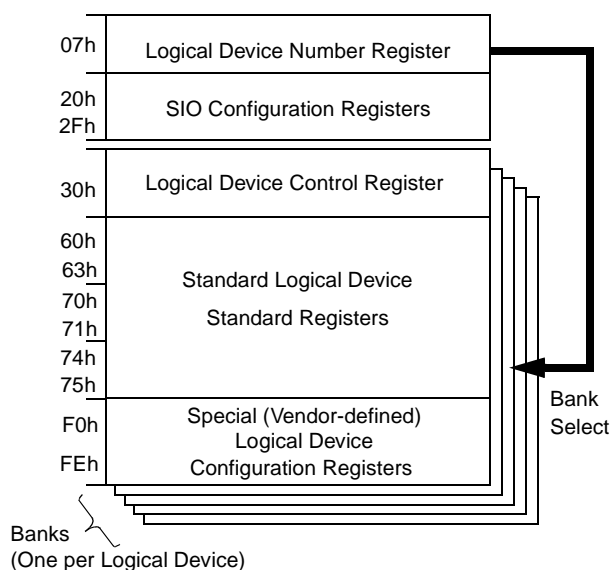 07h
Logical Device Number Register
20h
2Fh
SIO Configuration Registers
30h
Logical Device Control Register
60h
63h
Standard Logical Device
Standard Registers
70h
71h
74h
75h
Bank
Select
F0h
FEh
Special (Vendor-defined)
Logical Device
Configuration Registers
Banks
(One per Logical Device)